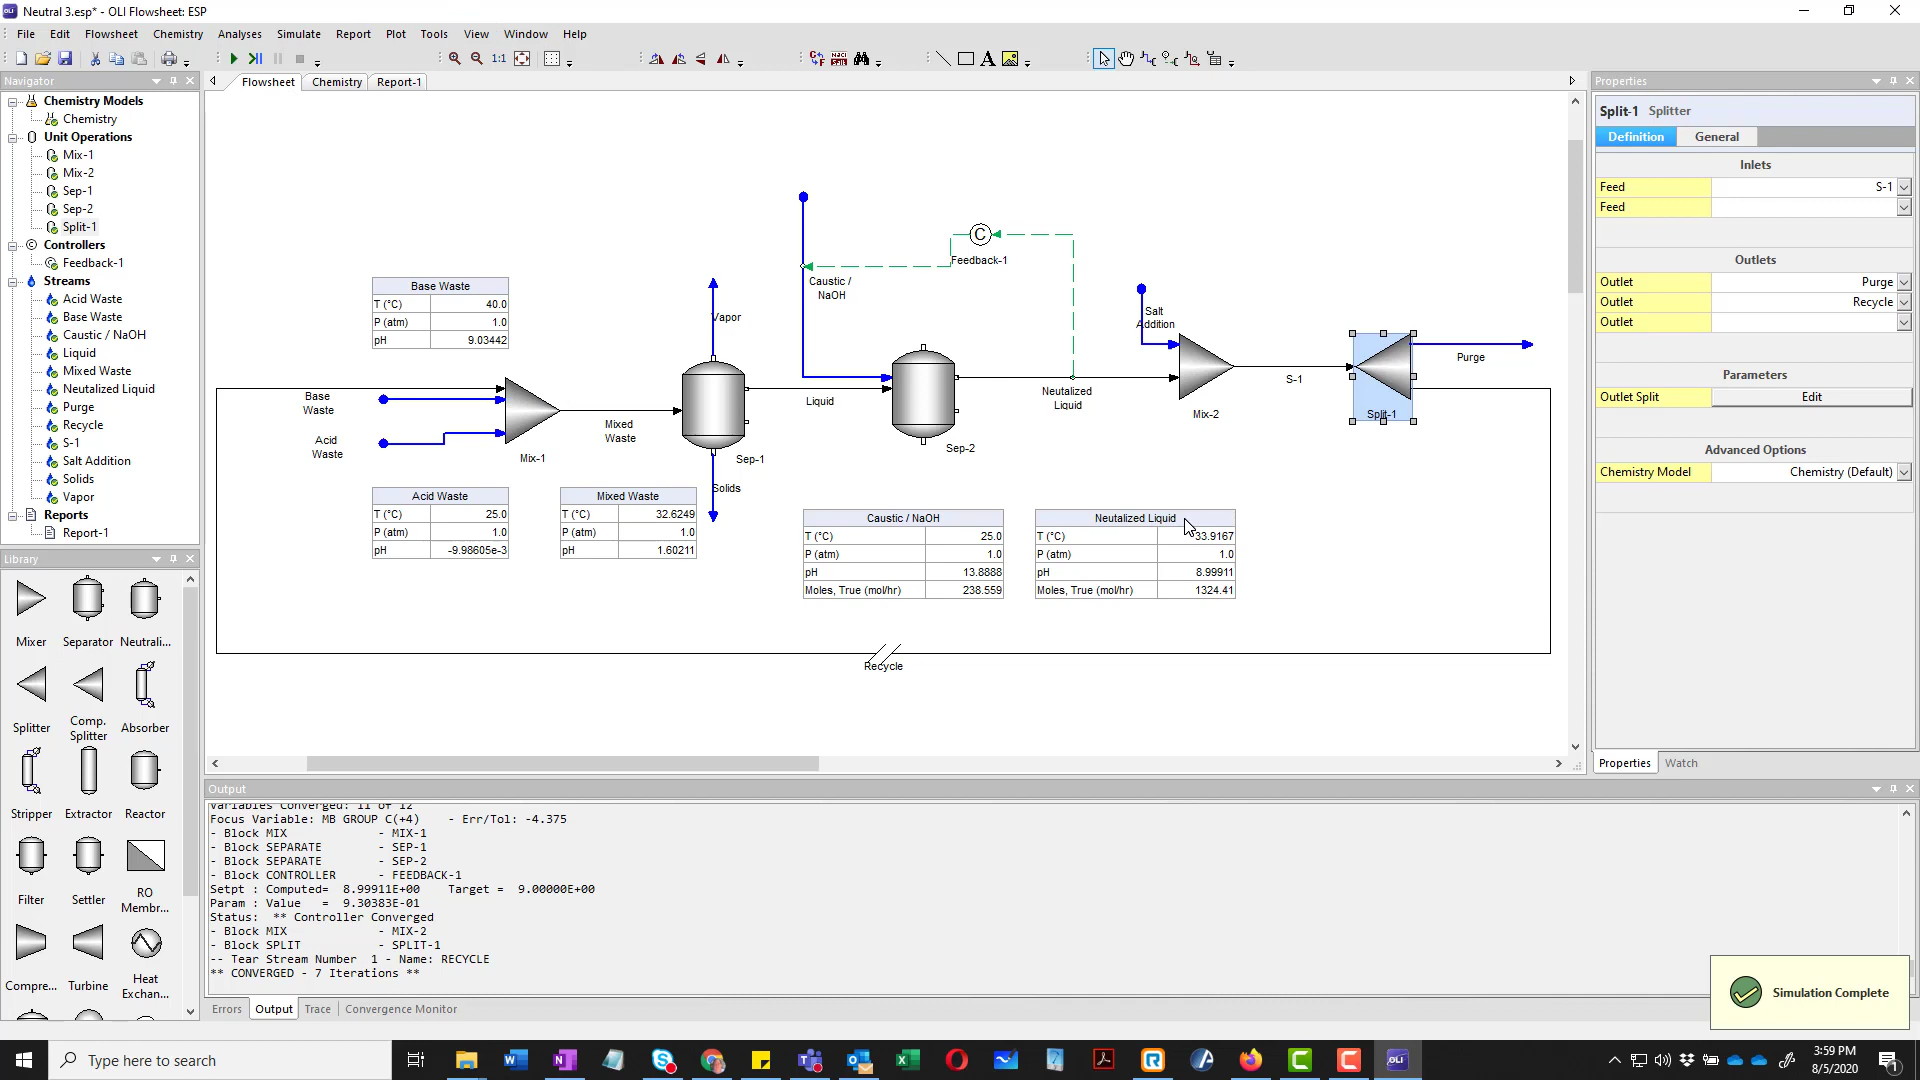 Neutral 3.esp* - OLI Flowsheet: ESP
File Edit Flowsheet Chemistry Analyses Simulate Report Plot Tools View Window Help
1:1
Navigator
Chemistry Models
Chemistry
Unit Operations
Mix-1
Mix-2
Sep-1
Sep-2
Split-1
Controllers
Feedback-1
Streams
Acid Waste
Base Waste
Caustic / NaOH
Liquid
Mixed Waste
Neutalized Liquid
Purge
Recycle
S-1
Salt Addition
Solids
Vapor
Reports
Report-1
Library
Mixer Separator Neutrali...
Splitter Comp. Splitter Absorber
Stripper Extractor Reactor
Filter Settler RO Membr...
Compre... Turbine Heat Exchan...
Flowsheet Chemistry Report-1
C
Feedback-1
Caustic /
NaOH
Base Waste
T (°C) 40.0
P (atm) 1.0
pH 9.03442
Vapor
Salt
Addition
Purge
S-1
Split-1
Mix-2
Neutalized
Liquid
Liquid
Sep-2
Base
Waste
Acid
Waste
Mixed
Waste
Mix-1
Sep-1
Solids
Acid Waste
T (°C) 25.0
P (atm) 1.0
pH -9.98605e-3
Mixed Waste
T (°C) 32.6249
P (atm) 1.0
pH 1.60211
Caustic / NaOH
T (°C) 25.0
P (atm) 1.0
pH 13.8888
Moles, True (mol/hr) 238.559
Neutalized Liquid
T (°C) 33.9167
P (atm) 1.0
pH 8.99911
Moles, True (mol/hr) 1324.41
Recycle
Properties
Split-1 Splitter
Definition General
Inlets
Feed S-1
Feed
Outlets
Outlet Purge
Outlet Recycle
Outlet
Parameters
Outlet Split Edit
Advanced Options
Chemistry Model Chemistry (Default)
Properties Watch
Output
Variables Converged: 11 of 12
Focus Variable: MB GROUP C(+4) - Err/Tol: -4.375
- Block MIX - MIX-1
- Block SEPARATE - SEP-1
- Block SEPARATE - SEP-2
- Block CONTROLLER - FEEDBACK-1
Setpt : Computed= 8.99911E+00 Target = 9.00000E+00
Param : Value = 9.30383E-01
Status: ** Controller Converged
- Block MIX - MIX-2
- Block SPLIT - SPLIT-1
-- Tear Stream Number 1 - Name: RECYCLE
** CONVERGED - 7 Iterations **
Errors Output Trace Convergence Monitor
Simulation Complete
Type here to search
3:59 PM
8/5/2020